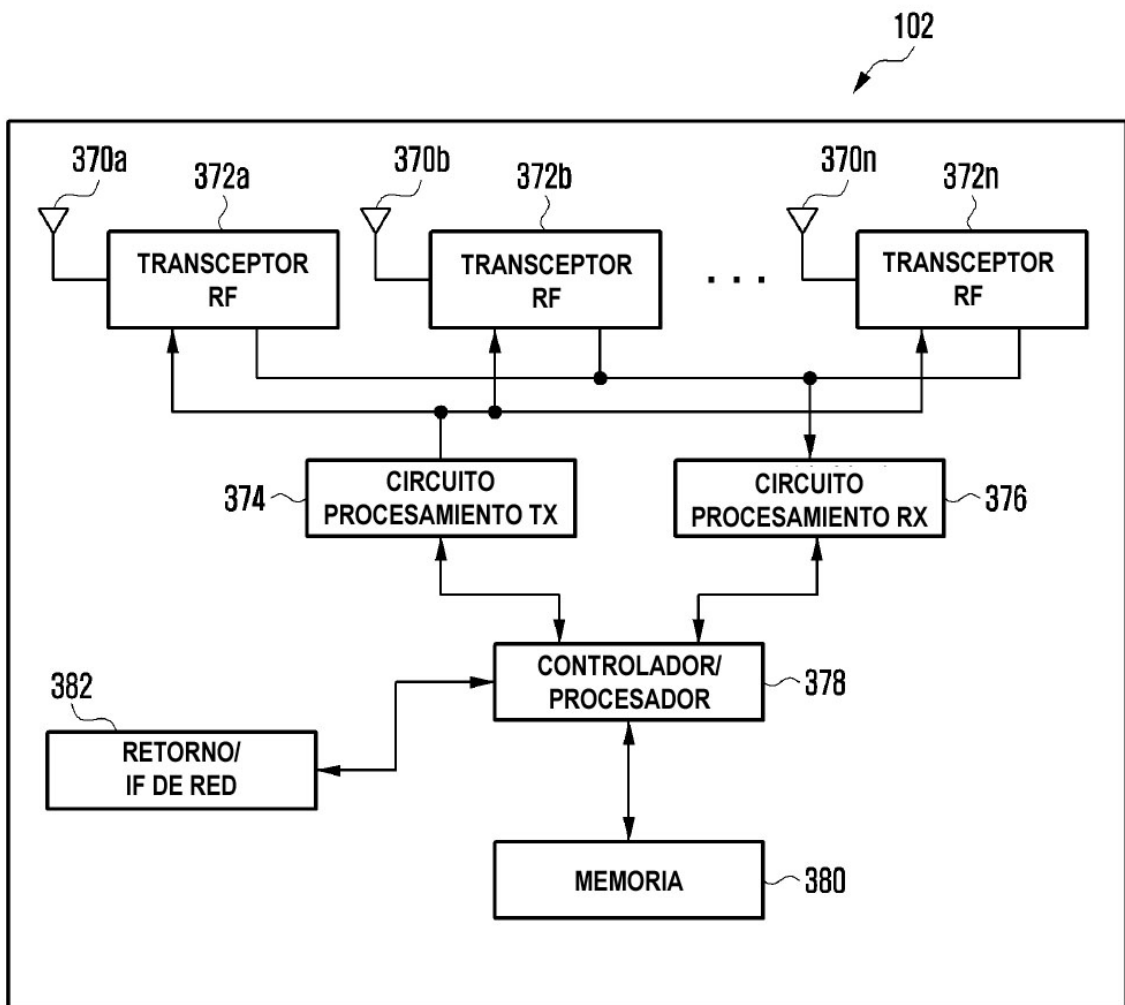 102
370a
372a
370b
372b
370n
372n
TRANSCEPTOR
RF
TRANSCEPTOR
RF
. . .
TRANSCEPTOR
RF
374
CIRCUITO
PROCESAMIENTO TX
CIRCUITO
PROCESAMIENTO RX
376
CONTROLADOR/
PROCESADOR
378
382
RETORNO/
IF DE RED
MEMORIA
380